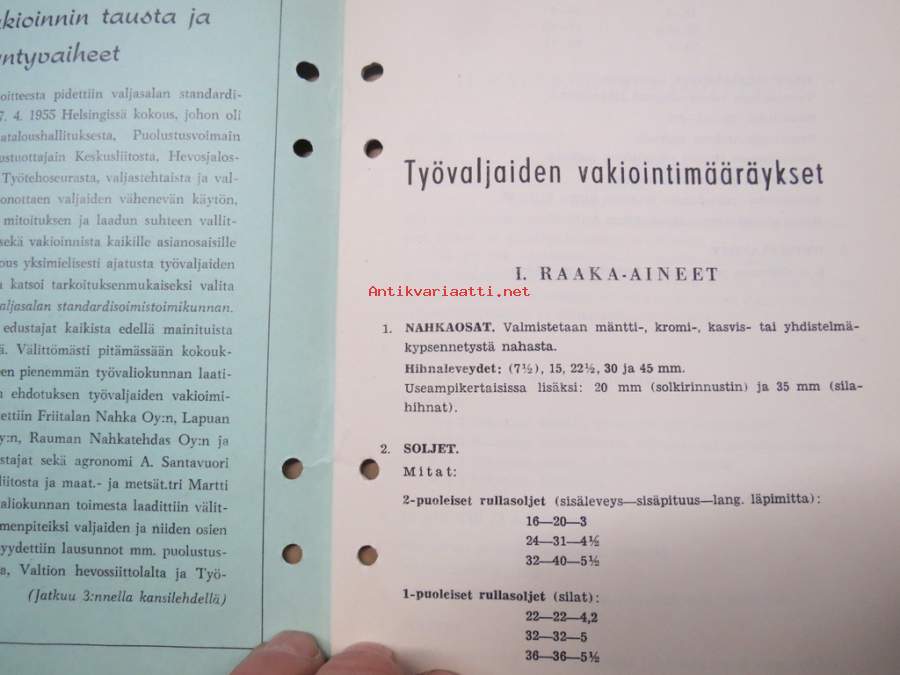 kioinnin tausta ja
ntyvaiheet
oitteesta pidettiin valjasalan standardi-
7. 4. 1955 Helsingissä kokous, johon oli
ataloushallituksesta, Puolustusvoimain
ustuottajain Keskusliitosta, Hevosjalos-
Työtehoseurasta, valjastehtaista ja val-
onottaen valjaiden vähenevän käytön,
mitoituksen ja laadun suhteen vallit-
sekä vakioinnista kaikille asianosaisille
ous yksimielisesti ajatusta työvaljaiden
a katsoi tarkoituksenmukaiseksi valita
aljasalan standardisoimistoimikunnan.
edustajat kaikista edellä mainituista
ä. Välittömästi pitämässään kokouk-
een pienemmän työvaliokunnan laati-
n ehdotuksen työvaljaiden vakioimi-
ettiin Friitalan Nahka Oy:n, Lapuan
y:n, Rauman Nahkatehdas Oy:n ja
stajat sekä agronomi A. Santavuori
liitosta ja maat.- ja metsät.tri Martti
aliokunnan toimesta laadittiin välit-
menpiteiksi valjaiden ja niiden osien
yydettiin lausunnot mm. puolustus-
a, Valtion hevossiittolalta ja Työ-
(Jatkuu 3:nnella kansilehdellä)
Työvaljaiden vakiointimääräykset
I. RAAKA-AINEET
Antikvariaatti.net
1. NAHKAOSAT. Valmistetaan mäntti-, kromi-, kasvis- tai yhdistelmä-
kypsennetystä nahasta.
Hihnaleveydet: (7½), 15, 22½, 30 ja 45 mm.
Useampikertaisissa lisäksi: 20 mm (solkirinnustin) ja 35 mm (sila-
hihnat).
2. SOLJET.
Mitat:
2-puoleiset rullasoljet (sisäleveys—sisäpituus—lang. läpimitta):
16—20—3
24—31—4½
32—40—5½
1-puoleiset rullasoljet (silat):
22—22—4,2
32—32—5
36—36—5½